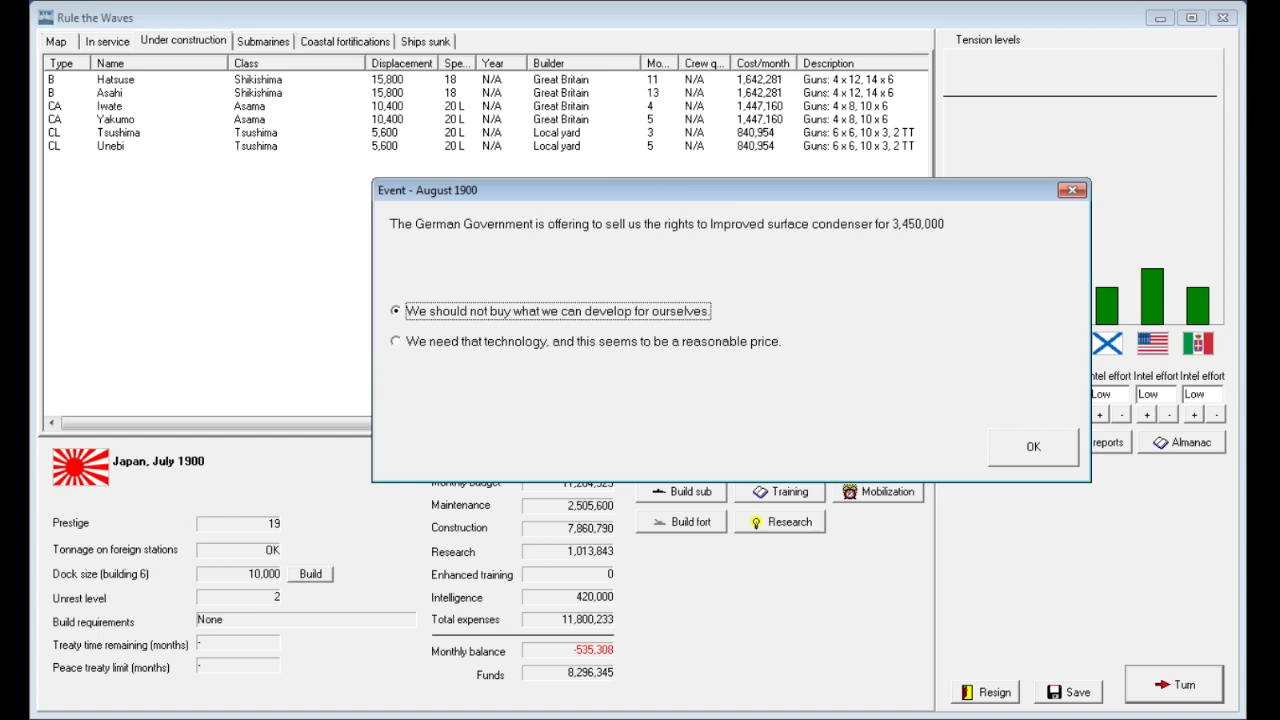 Rule the Waves
Map In service Under construction Submarines Coastal fortifications Ships sunk
Tension levels
Type Name Class Displacement Spe... Year Builder Mo... Crew q... Cost/month Description
B Hatsuse Shikishima 15,800 18 N/A Great Britain 11 N/A 1,642,281 Guns: 4 x 12, 14 x 6
B Asahi Shikishima 15,800 18 N/A Great Britain 13 N/A 1,642,281 Guns: 4 x 12, 14 x 6
CA Iwate Asama 10,400 20 L N/A Great Britain 4 N/A 1,447,160 Guns: 4 x 8, 10 x 6
CA Yakumo Asama 10,400 20 L N/A Great Britain 5 N/A 1,447,160 Guns: 4 x 8, 10 x 6
CL Tsushima Tsushima 5,600 20 L N/A Local yard 3 N/A 840,954 Guns: 6 x 6, 10 x 3, 2 TT
CL Unebi Tsushima 5,600 20 L N/A Local yard 5 N/A 840,954 Guns: 6 x 6, 10 x 3, 2 TT
Event - August 1900
The German Government is offering to sell us the rights to Improved surface condenser for 3,450,000
We should not buy what we can develop for ourselves.
We need that technology, and this seems to be a reasonable price.
OK
Intel effort Intel effort
Low Low Low
+ - + - + -
reports Almanac
Japan, July 1900
Prestige 19
Tonnage on foreign stations OK
Dock size (building 6) 10,000 Build
Unrest level 2
Build requirements None
Treaty time remaining (months) -
Peace treaty limit (months) -
Monthly budget
Maintenance 2,505,600
Construction 7,860,790
Research 1,013,843
Enhanced training 0
Intelligence 420,000
Total expenses 11,800,233
Monthly balance -535,308
Funds 8,296,345
Build sub Training Mobilization
Build fort Research
Resign Save Turn